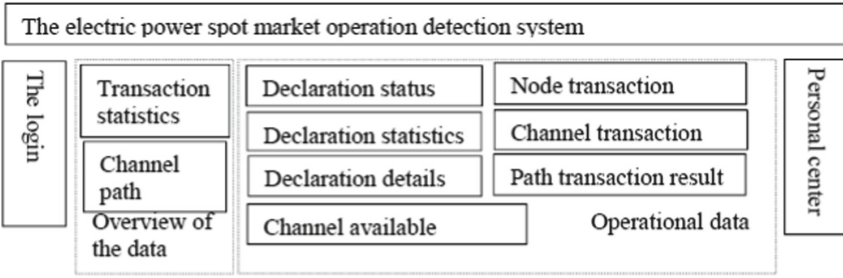 The electric power spot market operation detection system
The login
Transaction
statistics
Channel
path
Overview of
the data
Declaration status
Declaration statistics
Declaration details
Channel available
Node transaction
Channel transaction
Path transaction result
Operational data
Personal center